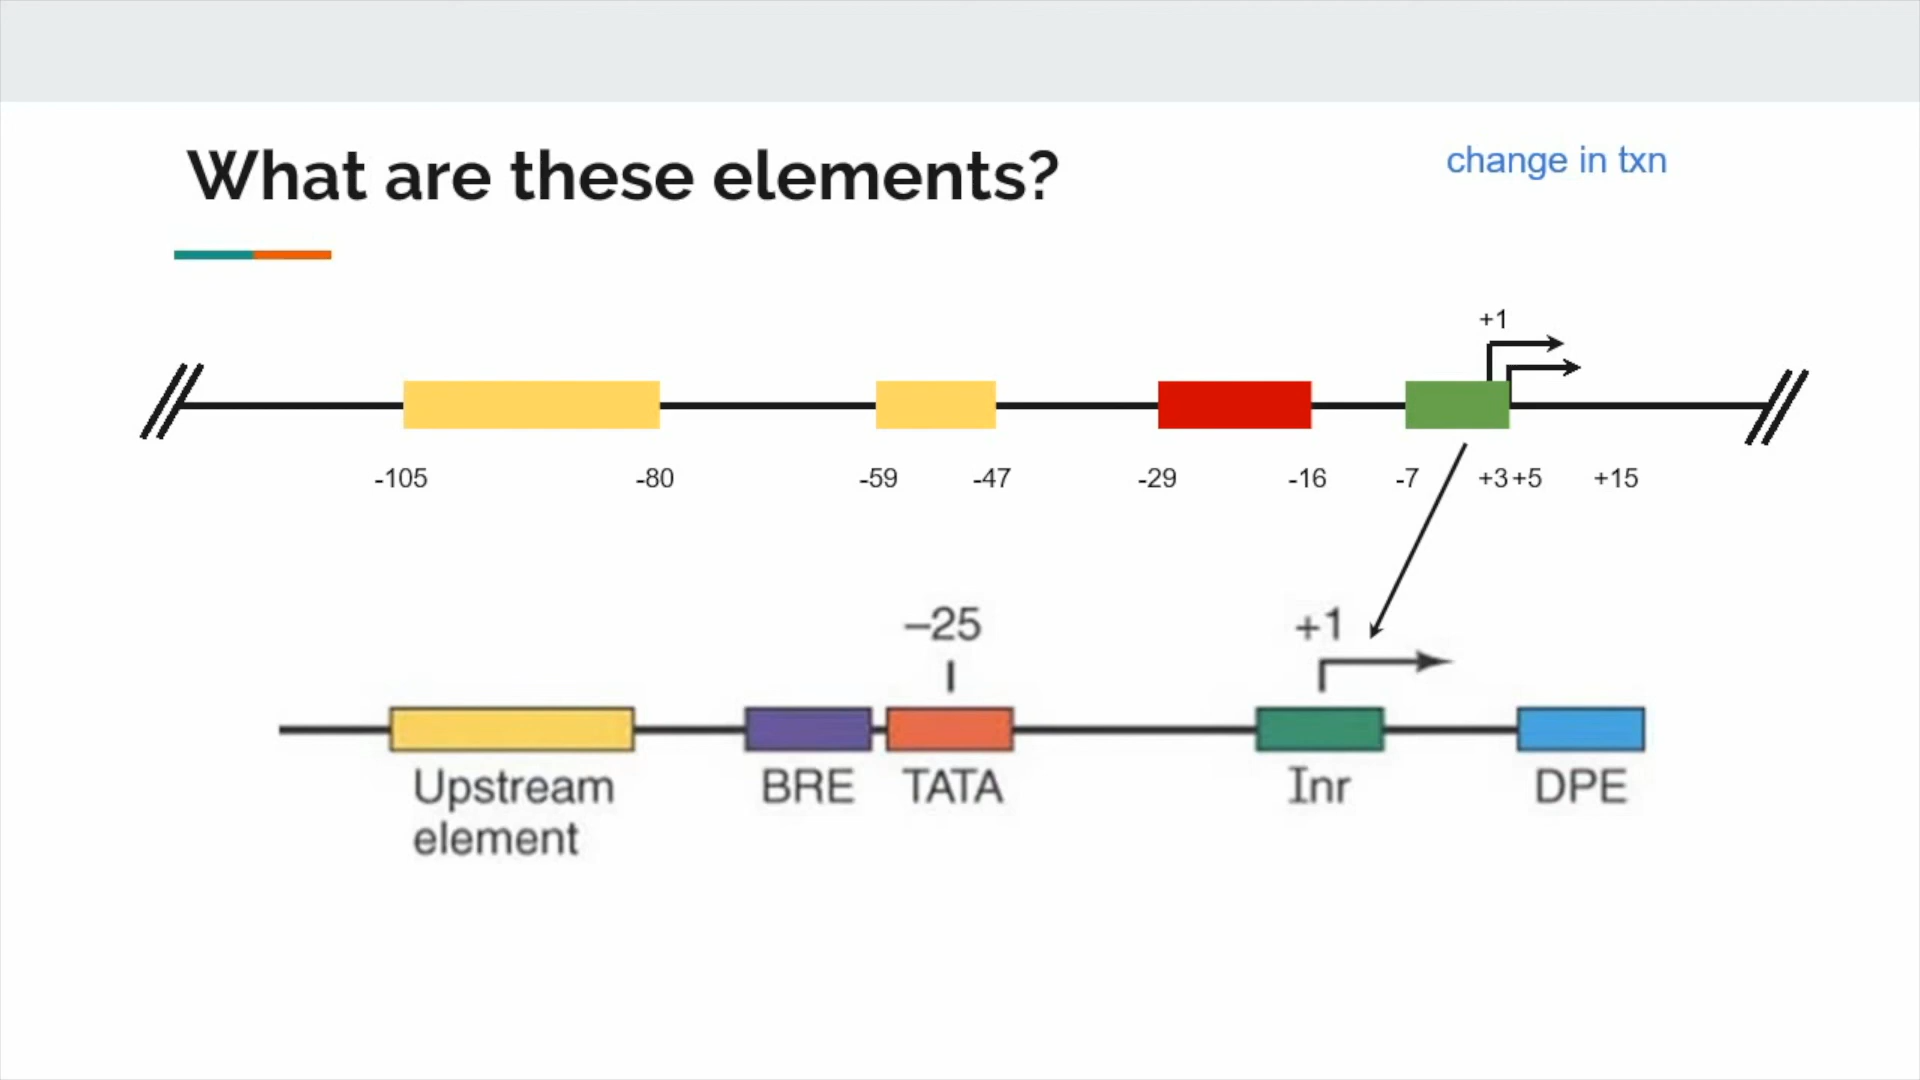 What are these elements?
change in txn
+1
-105 -80 -59 -47 -29 -16 -7 +3 +5 +15
–25 +1
Upstream BRE TATA Inr DPE
element